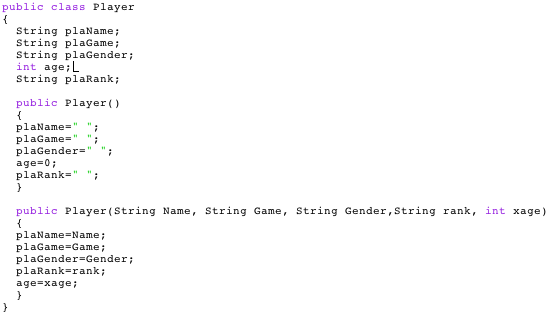 public class Player
{
String plaName;
String plaGame;
String plaGender;
int age;
String plaRank;
public Player()
{
plaName=" ";
plaGame=" ";
plaGender=" ";
age=0;
plaRank=" ";
}
public Player(String Name, String Game, String Gender,String rank, int xage)
{
plaName=Name;
plaGame=Game;
plaGender=Gender;
plaRank=rank;
age=xage;
}
}